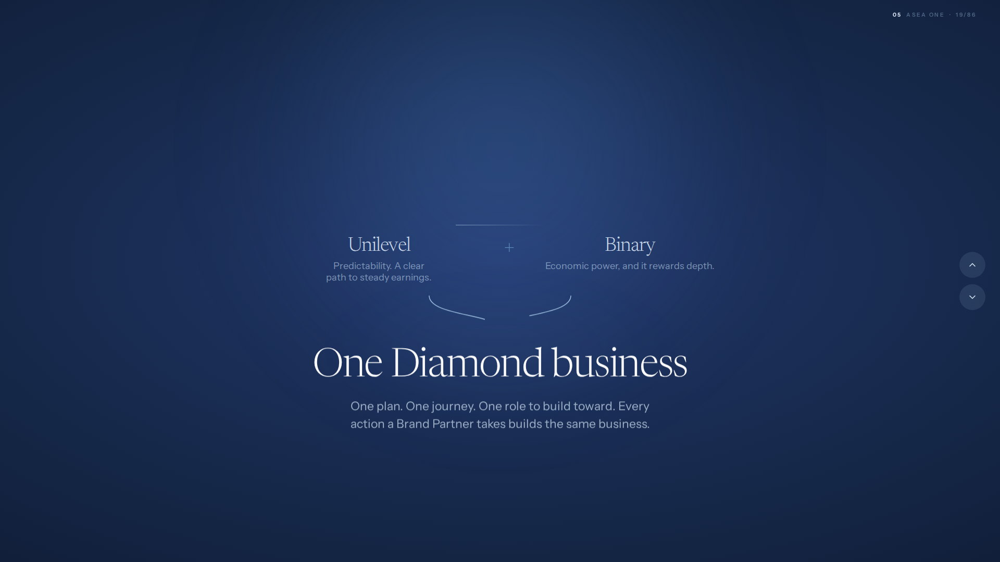 05 ASEA ONE · 19/86
Unilevel
+
Binary
Predictability. A clear
path to steady earnings.
Economic power, and it rewards depth.
One Diamond business
One plan. One journey. One role to build toward. Every
action a Brand Partner takes builds the same business.